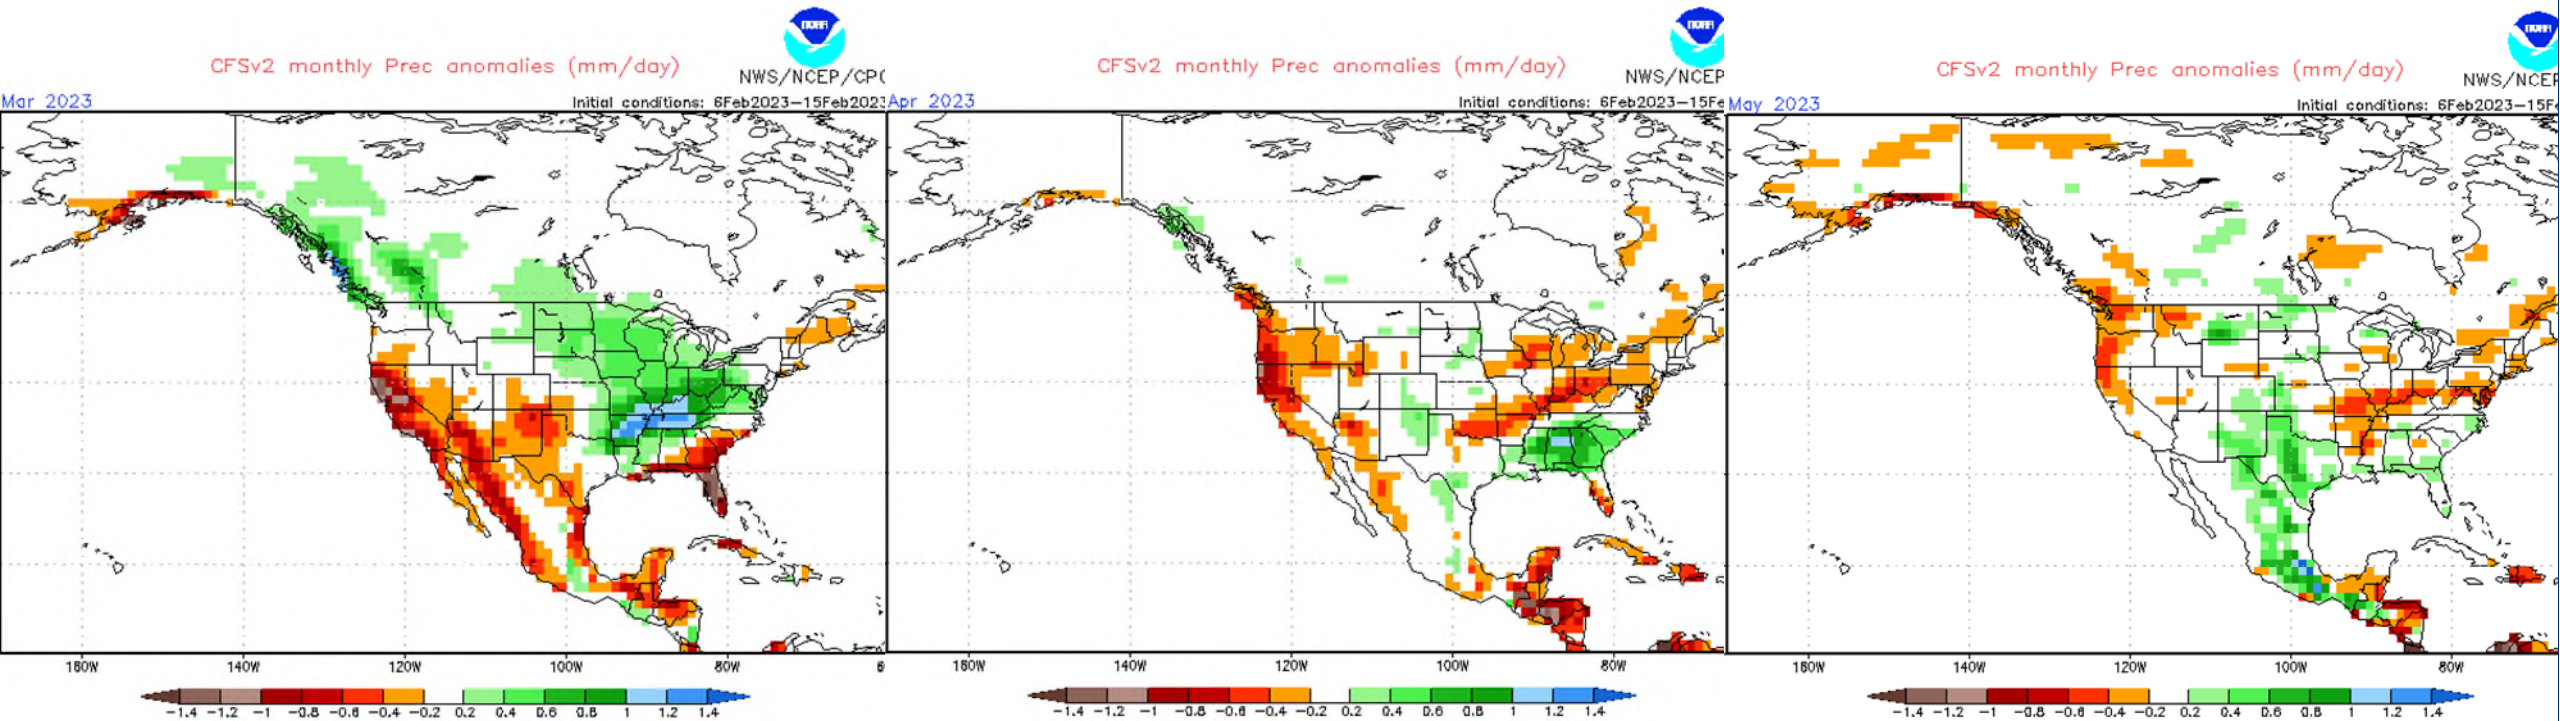 NOAA
CFSv2 monthly Prec anomalies (mm/day)
NWS/NCEP/CPC
Mar 2023
Initial conditions: 6Feb2023–15Feb2023
160W 140W 120W 100W 80W 6
−1.4 −1.2 −1 −0.8 −0.6 −0.4 −0.2 0.2 0.4 0.6 0.8 1 1.2 1.4
NOAA
CFSv2 monthly Prec anomalies (mm/day)
NWS/NCEP
Apr 2023
Initial conditions: 6Feb2023–15Fe
160W 140W 120W 100W 80W
−1.4 −1.2 −1 −0.8 −0.6 −0.4 −0.2 0.2 0.4 0.6 0.8 1 1.2 1.4
NOAA
CFSv2 monthly Prec anomalies (mm/day)
NWS/NCEP
May 2023
Initial conditions: 6Feb2023–15Fe
160W 140W 120W 100W 80W
−1.4 −1.2 −1 −0.8 −0.6 −0.4 −0.2 0.2 0.4 0.6 0.8 1 1.2 1.4